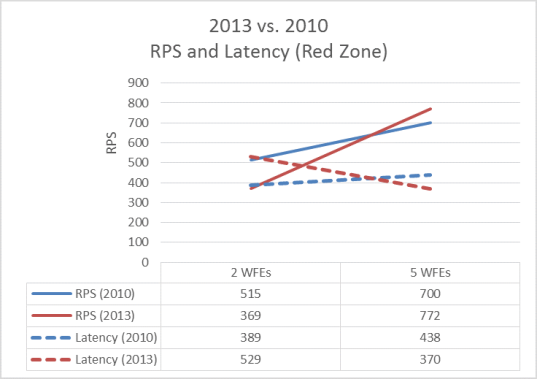 2013 vs. 2010
RPS and Latency (Red Zone)
900
800
700
600
500
400
300
200
100
0
RPS
2 WFEs 5 WFEs
RPS (2010) 515 700
RPS (2013) 369 772
Latency (2010) 389 438
Latency (2013) 529 370